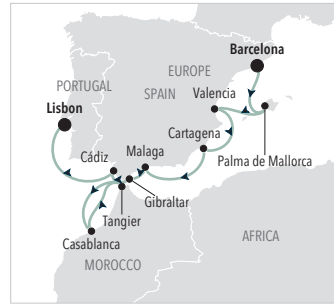 Barcelona
EUROPE
PORTUGAL
Valencia
SPAIN
Lisbon
Cartagena
Cádiz
Malaga
Palma de Mallorca
Gibraltar
Tangier
Casablanca
AFRICA
MOROCCO